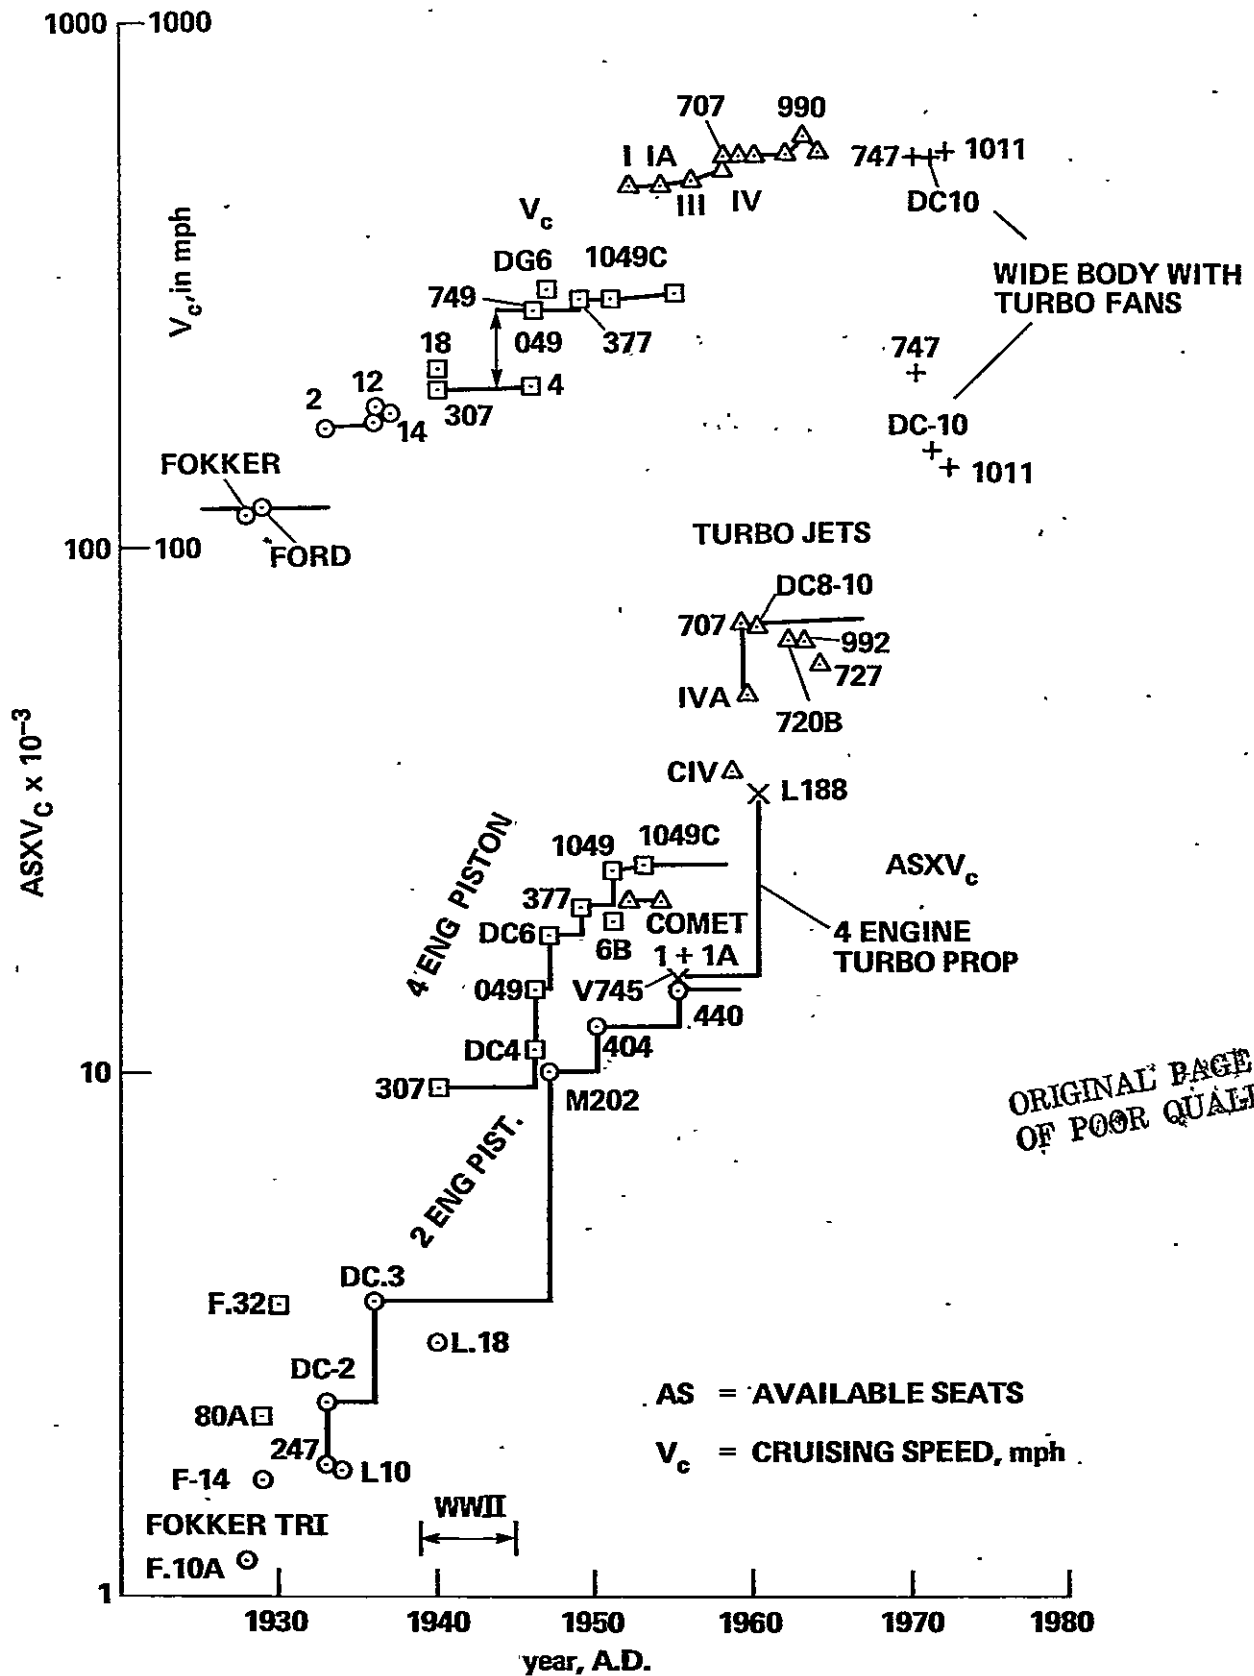 1000 1000
707 990
I IA 747 1011
III IV DC10
Vc
Vc, in mph
DG6 1049C
WIDE BODY WITH
TURBO FANS
749
18 049 377
747
12 4
2 307
14
DC-10
FOKKER 1011
TURBO JETS
100 100
FORD
DC8-10
707 992
727
IVA
720B
ASXVC x 10–3
CIV L188
4 ENG PISTON
1049 1049C
ASXVc
377
COMET
DC6 6B
1 + 1A
4 ENGINE
TURBO PROP
049 V745
440
DC4 404
10 307
M202
2 ENG PIST.
ORIGINAL PAGE
OF POOR
DC.3
F.32
L.18
DC-2
AS = AVAILABLE SEATS
80A
247
Vc = CRUISING SPEED, mph
F-14 L10
WWII
FOKKER TRI
F.10A
1
1930 1940 1950 1960 1970 1980
year, A.D.